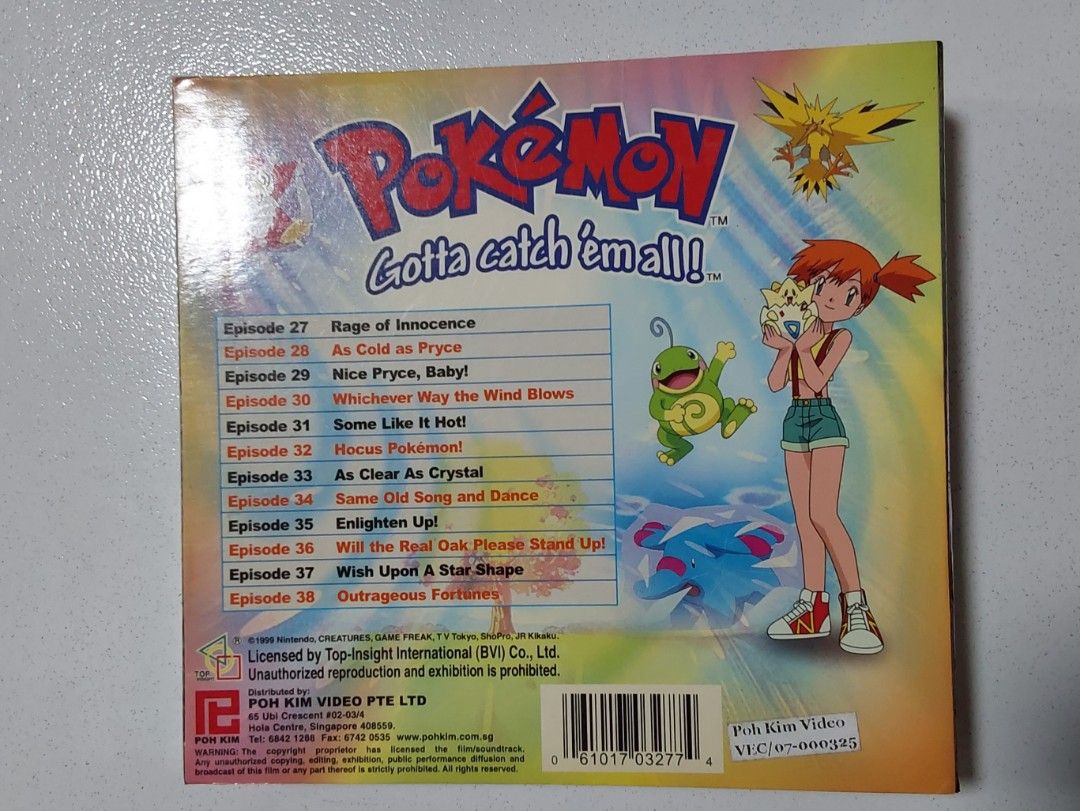 POKéMON TM
Gotta catch 'em all! TM
Episode 27 Rage of Innocence
Episode 28 As Cold as Pryce
Episode 29 Nice Pryce, Baby!
Episode 30 Whichever Way the Wind Blows
Episode 31 Some Like It Hot!
Episode 32 Hocus Pokémon!
Episode 33 As Clear As Crystal
Episode 34 Same Old Song and Dance
Episode 35 Enlighten Up!
Episode 36 Will the Real Oak Please Stand Up!
Episode 37 Wish Upon A Star Shape
Episode 38 Outrageous Fortunes
®
©1999 Nintendo, CREATURES, GAME FREAK, TV Tokyo, ShoPro, JR Kikaku.
Licensed by Top-Insight International (BVI) Co., Ltd.
Unauthorized reproduction and exhibition is prohibited.
TOP-INSIGHT
Distributed by:
POH KIM VIDEO PTE LTD
65 Ubi Crescent #02-03/4
Hola Centre, Singapore 408559.
Tel: 6842 1288 Fax: 6742 0535 www.pohkim.com.sg
POH KIM
WARNING: The copyright proprietor has licensed the film/soundtrack.
Any unauthorized copying, editing, exhibition, public performance diffusion and
broadcast of this film or any part thereof is strictly prohibited. All rights reserved.
0 61017 03277 4
Poh Kim Video
VEC/07-000325